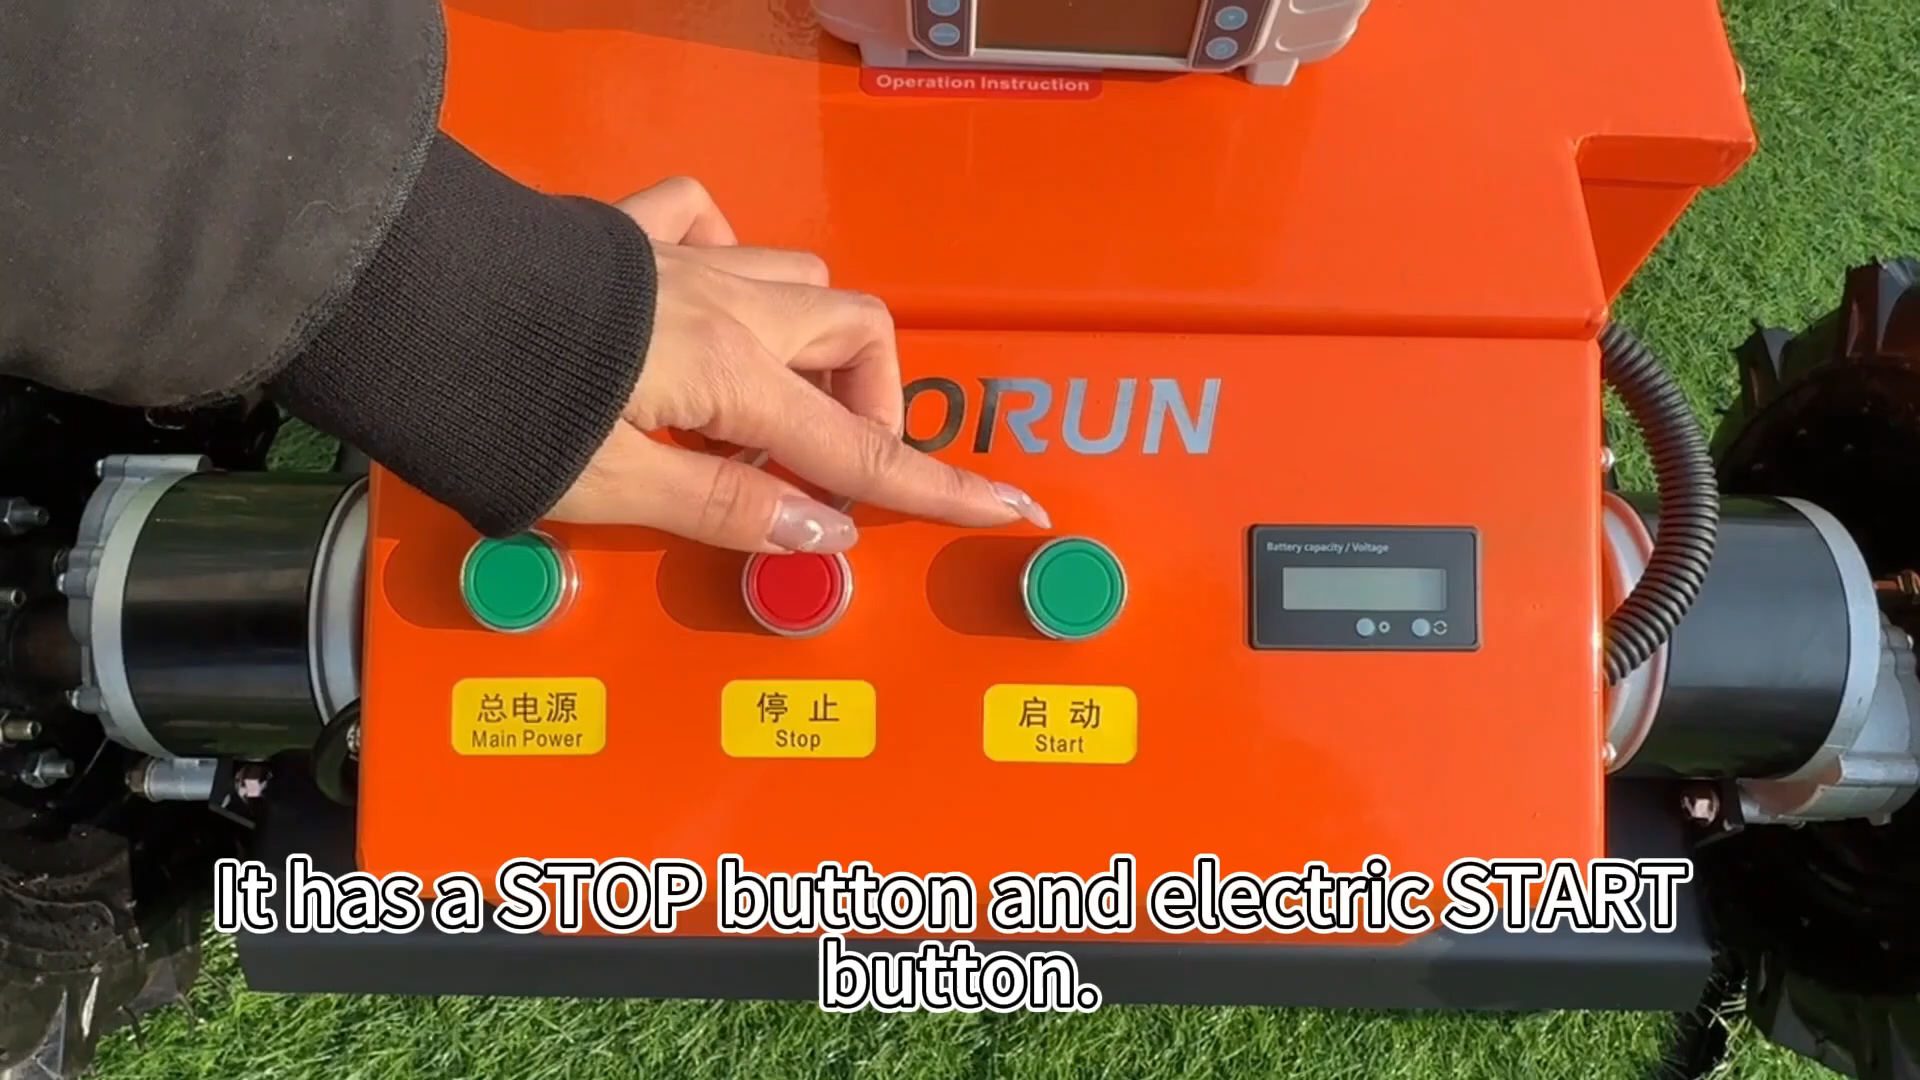 Operation Instruction
ORUN
Battery capacity / Voltage
总电源
Main Power
停止
Stop
启动
Start
It has a STOP button and electric START
button.